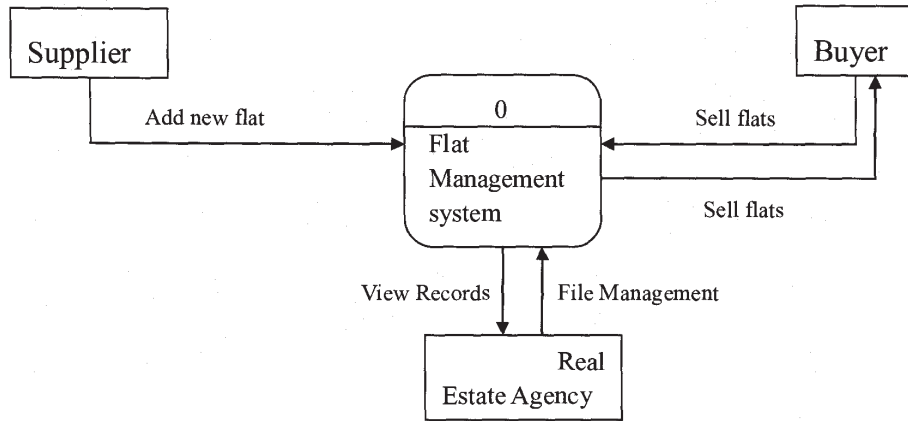 Supplier
Buyer
0
Add new flat
Sell flats
Flat
Management
system
Sell flats
View Records
File Management
Real
Estate Agency